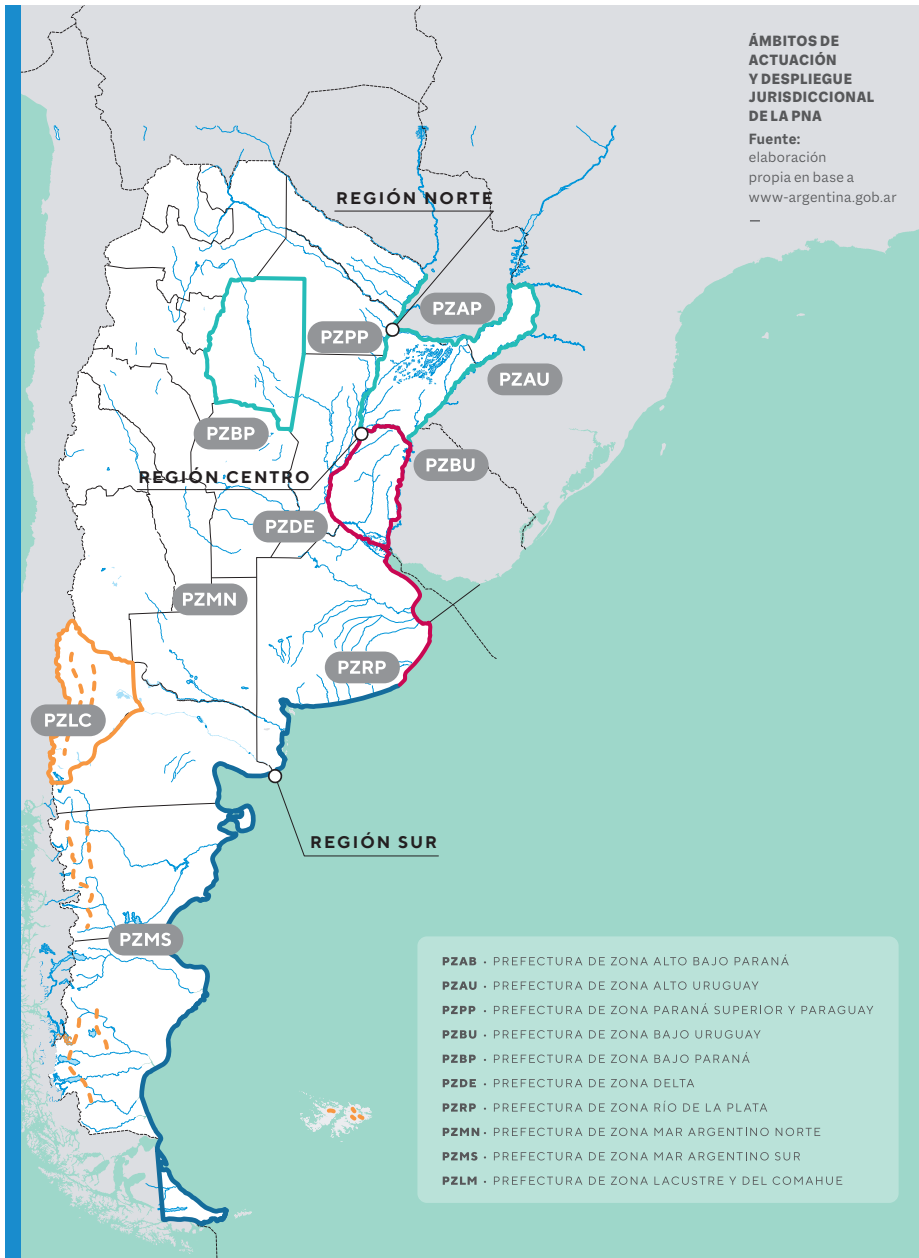 ÁMBITOS DE
ACTUACIÓN
Y DESPLIEGUE
JURISDICCIONAL
DE LA PNA
Fuente:
elaboración
propia en base a
www-argentina.gob.ar
—
REGIÓN NORTE
PZAP
PZPP
PZAU
PZBP
PZBU
REGIÓN CENTRO
PZDE
PZMN
PZRP
PZLC
REGIÓN SUR
PZMS
PZAB · PREFECTURA DE ZONA ALTO BAJO PARANÁ
PZAU · PREFECTURA DE ZONA ALTO URUGUAY
PZPP · PREFECTURA DE ZONA PARANÁ SUPERIOR Y PARAGUAY
PZBU · PREFECTURA DE ZONA BAJO URUGUAY
PZBP · PREFECTURA DE ZONA BAJO PARANÁ
PZDE · PREFECTURA DE ZONA DELTA
PZRP · PREFECTURA DE ZONA RÍO DE LA PLATA
PZMN · PREFECTURA DE ZONA MAR ARGENTINO NORTE
PZMS · PREFECTURA DE ZONA MAR ARGENTINO SUR
PZLM · PREFECTURA DE ZONA LACUSTRE Y DEL COMAHUE